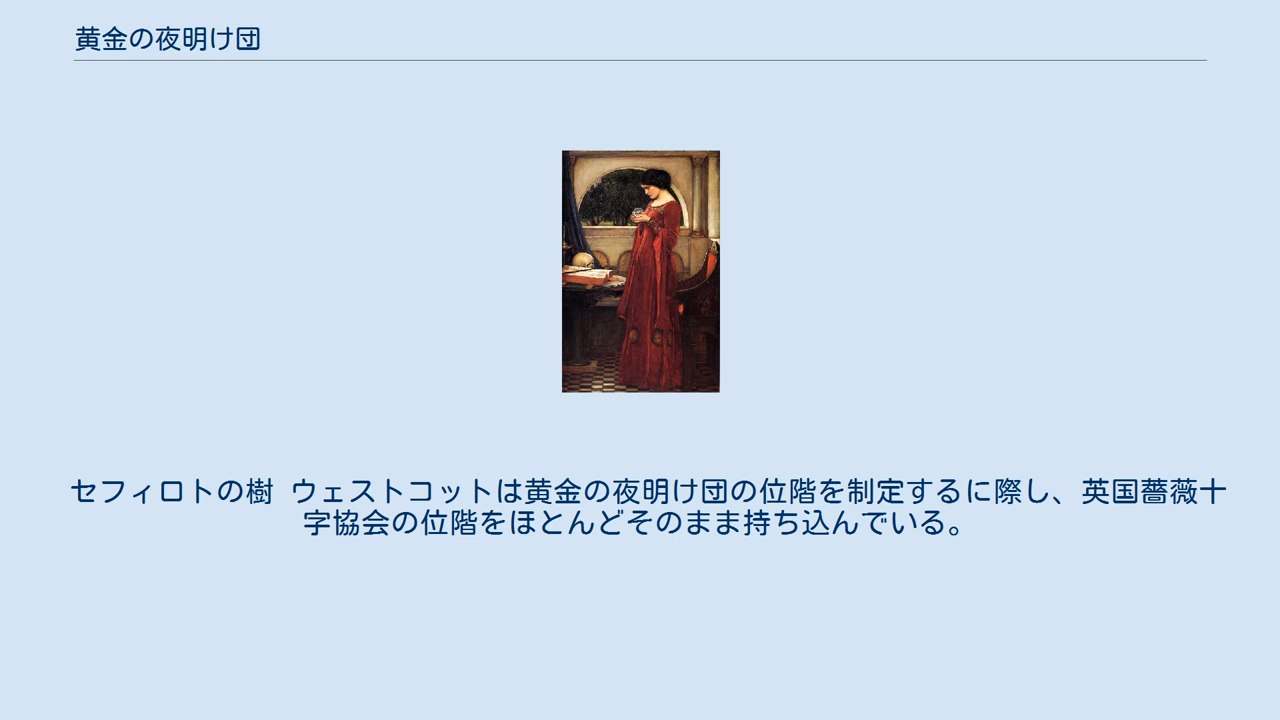 黄金の夜明け団
セフィロトの樹 ウェストコットは黄金の夜明け団の位階を制定するに際し、英国薔薇十
字協会の位階をほとんどそのまま持ち込んでいる。